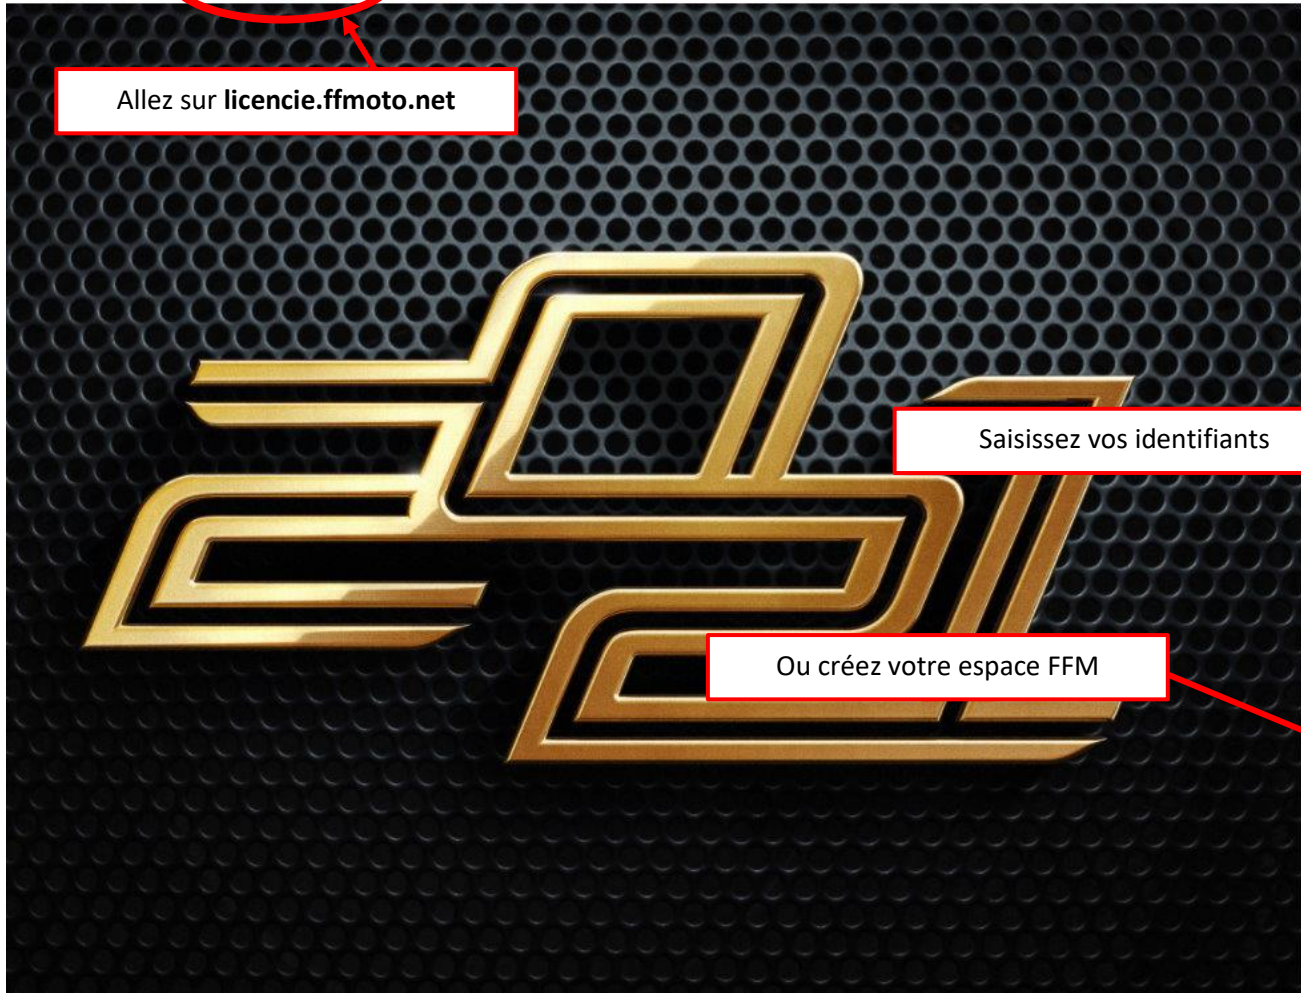 Allez sur licencie.ffmoto.net
2021
Saisissez vos identifiants
Ou créez votre espace FFM